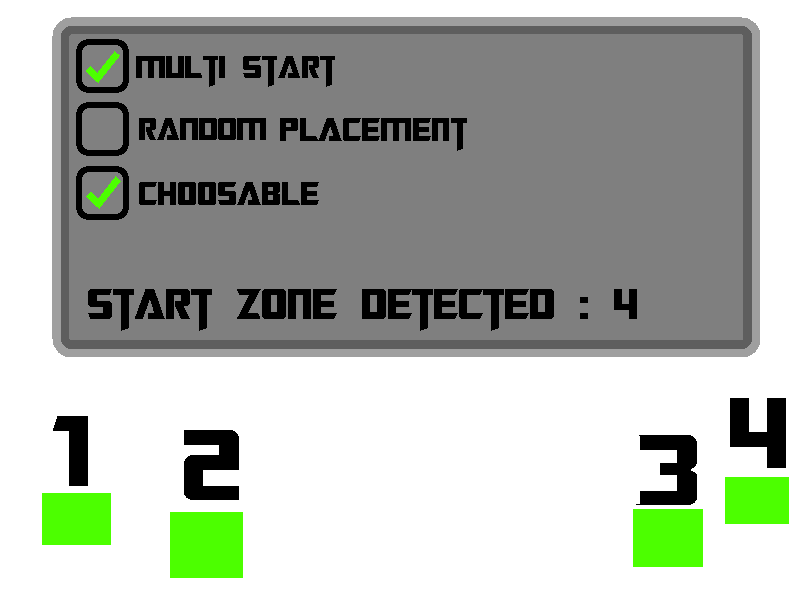 MULTI START
RANDOM PLACEMENT
CHOOSABLE
START ZONE DETECTED : 4
1
2
3
4